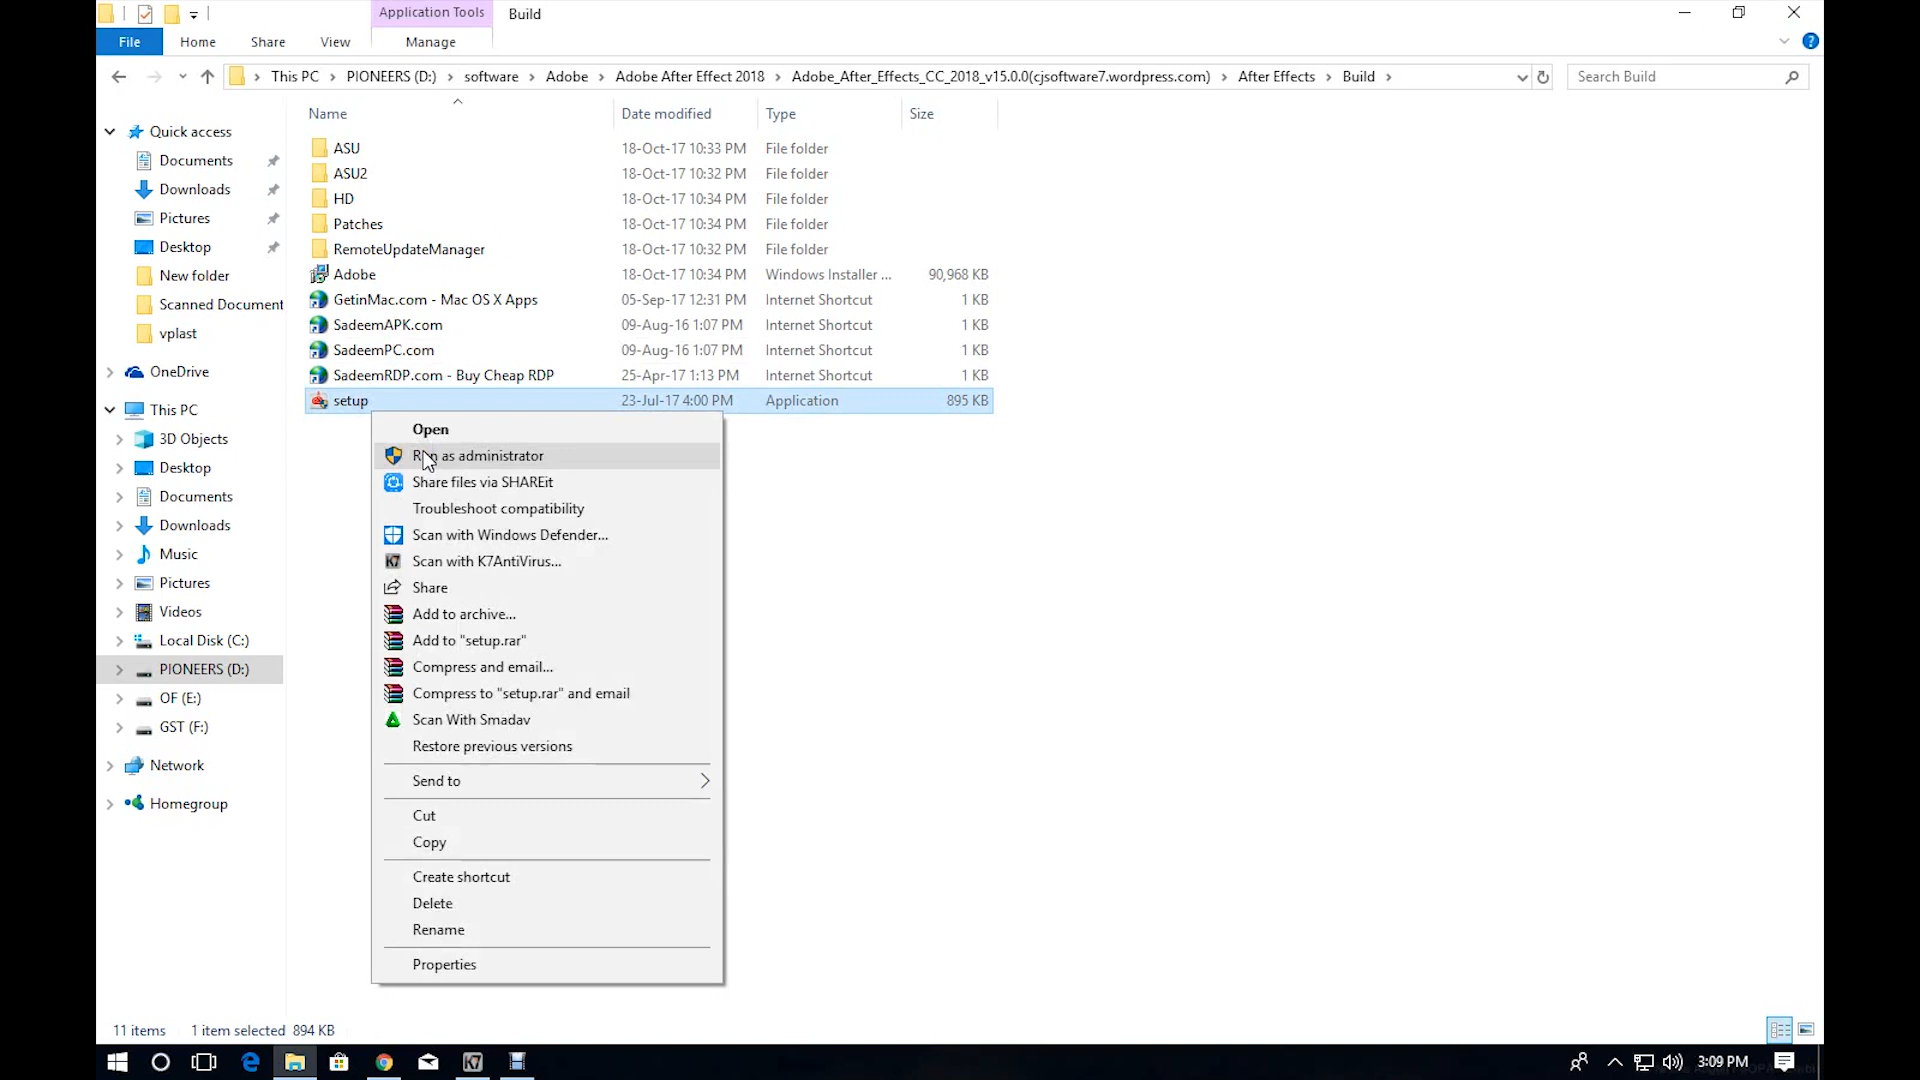 Application Tools
Build
File
Home
Share
View
Manage
This PC
PIONEERS (D:)
software
Adobe
Adobe After Effect 2018
Adobe_After_Effects_CC_2018_v15.0.0(cjsoftware7.wordpress.com)
After Effects
Build
Search Build
Name
Date modified
Type
Size
Quick access
Documents
Downloads
Pictures
Desktop
New folder
Scanned Document
vplast
OneDrive
This PC
3D Objects
Desktop
Documents
Downloads
Music
Pictures
Videos
Local Disk (C:)
PIONEERS (D:)
OF (E:)
GST (F:)
Network
Homegroup
ASU 18-Oct-17 10:33 PM File folder
ASU2 18-Oct-17 10:32 PM File folder
HD 18-Oct-17 10:34 PM File folder
Patches 18-Oct-17 10:34 PM File folder
RemoteUpdateManager 18-Oct-17 10:32 PM File folder
Adobe 18-Oct-17 10:34 PM Windows Installer ... 90,968 KB
GetinMac.com - Mac OS X Apps 05-Sep-17 12:31 PM Internet Shortcut 1 KB
SadeemAPK.com 09-Aug-16 1:07 PM Internet Shortcut 1 KB
SadeemPC.com 09-Aug-16 1:07 PM Internet Shortcut 1 KB
SadeemRDP.com - Buy Cheap RDP 25-Apr-17 1:13 PM Internet Shortcut 1 KB
setup 23-Jul-17 4:00 PM Application 895 KB
Open
Run as administrator
Share files via SHAREit
Troubleshoot compatibility
Scan with Windows Defender...
K7 Scan with K7AntiVirus...
Share
Add to archive...
Add to "setup.rar"
Compress and email...
Compress to "setup.rar" and email
Scan With Smadav
Restore previous versions
Send to
Cut
Copy
Create shortcut
Delete
Rename
Properties
11 items 1 item selected 894 KB
K7
3:09 PM